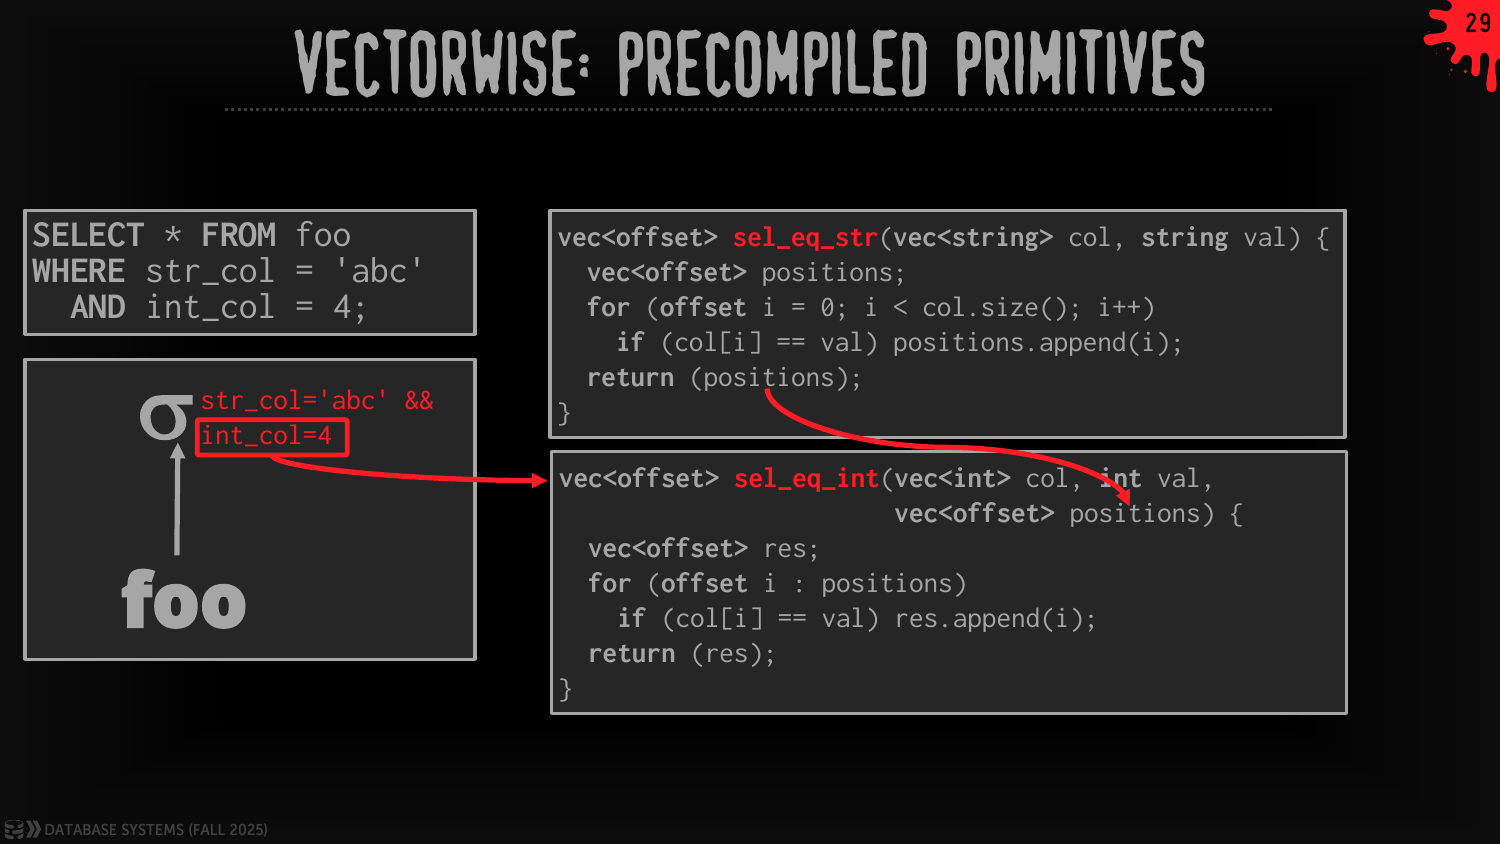 29
VECTORWISE: PRECOMPILED PRIMITIVES
SELECT * FROM foo
WHERE str_col = 'abc'
AND int_col = 4;
σ str_col='abc' &&
int_col=4
foo
vec<offset> sel_eq_str(vec<string> col, string val) {
vec<offset> positions;
for (offset i = 0; i < col.size(); i++)
if (col[i] == val) positions.append(i);
return (positions);
}
vec<offset> sel_eq_int(vec<int> col, int val,
vec<offset> positions) {
vec<offset> res;
for (offset i : positions)
if (col[i] == val) res.append(i);
return (res);
}
DATABASE SYSTEMS (FALL 2025)